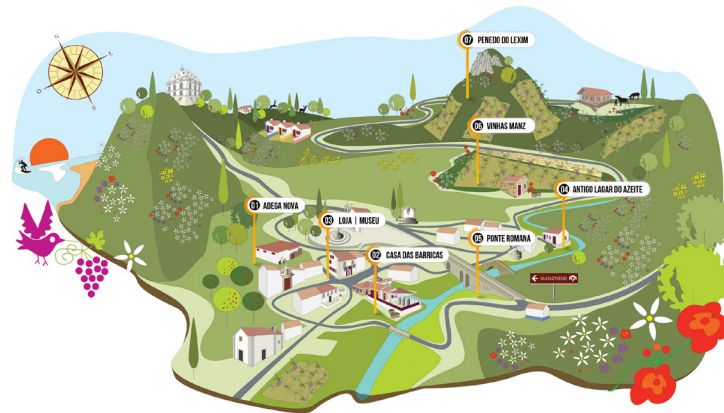 07 PENEDO DO LEXIM
06 VINHAS MANZ
04 ANTIGO LAGAR DO AZEITE
01 ADEGA NOVA
03 LOJA | MUSEU
05 PONTE ROMANA
02 CASA DAS BARRICAS
MANZWINE
N
L
S
O